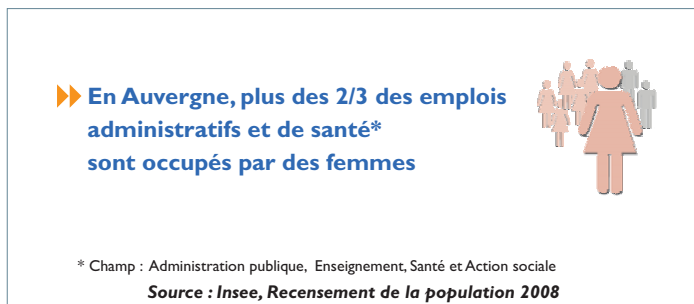 En Auvergne, plus des 2/3 des emplois
administratifs et de santé*
sont occupés par des femmes
* Champ : Administration publique, Enseignement, Santé et Action sociale
Source : Insee, Recensement de la population 2008